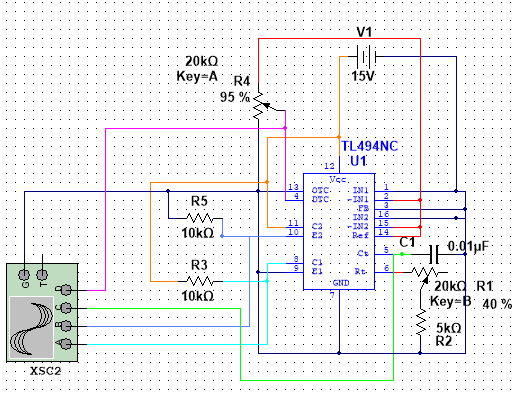 V1
15V
20kΩ
Key=A
R4
95 %
TL494NC
U1
12
Vcc
13 OTC IN1 1
4 DTC -IN1 2
FB 3
IN2 16
11 C2 -IN2 15
10 E2 Ref 14
8 C1 Ct 5
9 E1 Rt 6
GND
7
R5
10kΩ
R3
10kΩ
C1
0.01µF
20kΩ R1
Key=B 40 %
5kΩ
R2
G T
D
C
B
A
XSC2